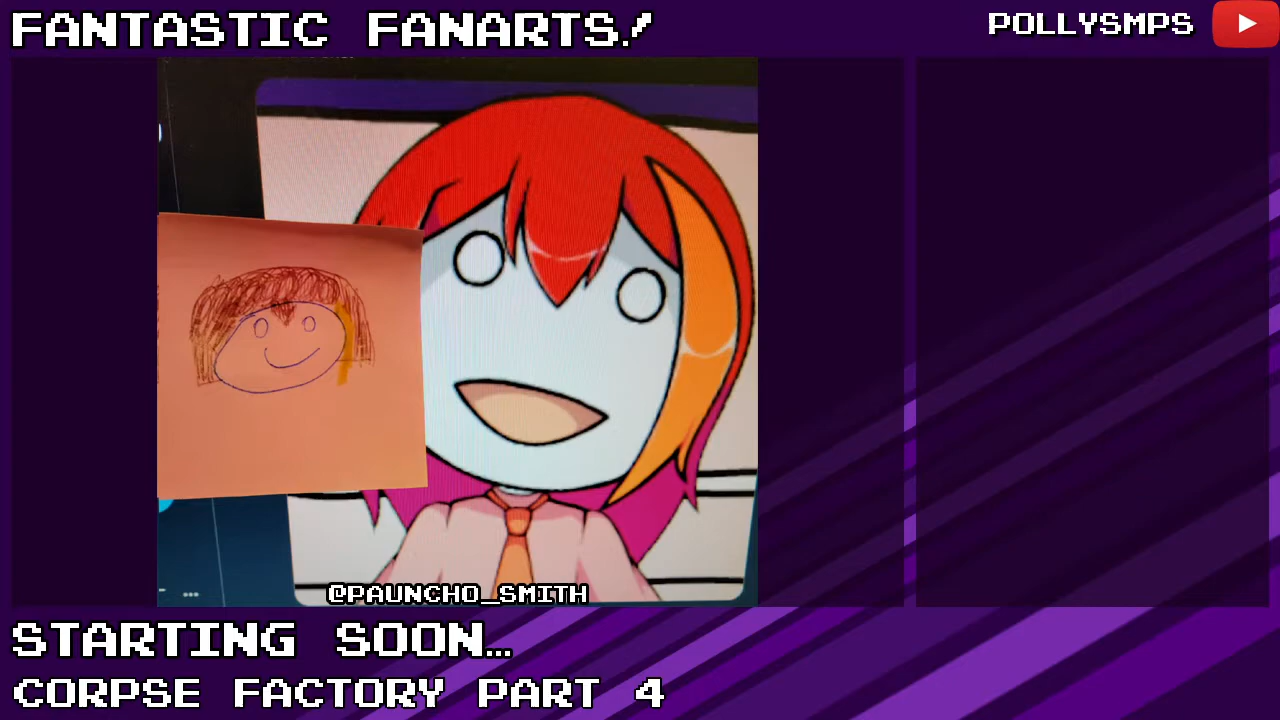 FANTASTIC FANARTS!
POLLYSMPS
@PAUNCHO_SMITH
STARTING SOON...
CORPSE FACTORY PART 4